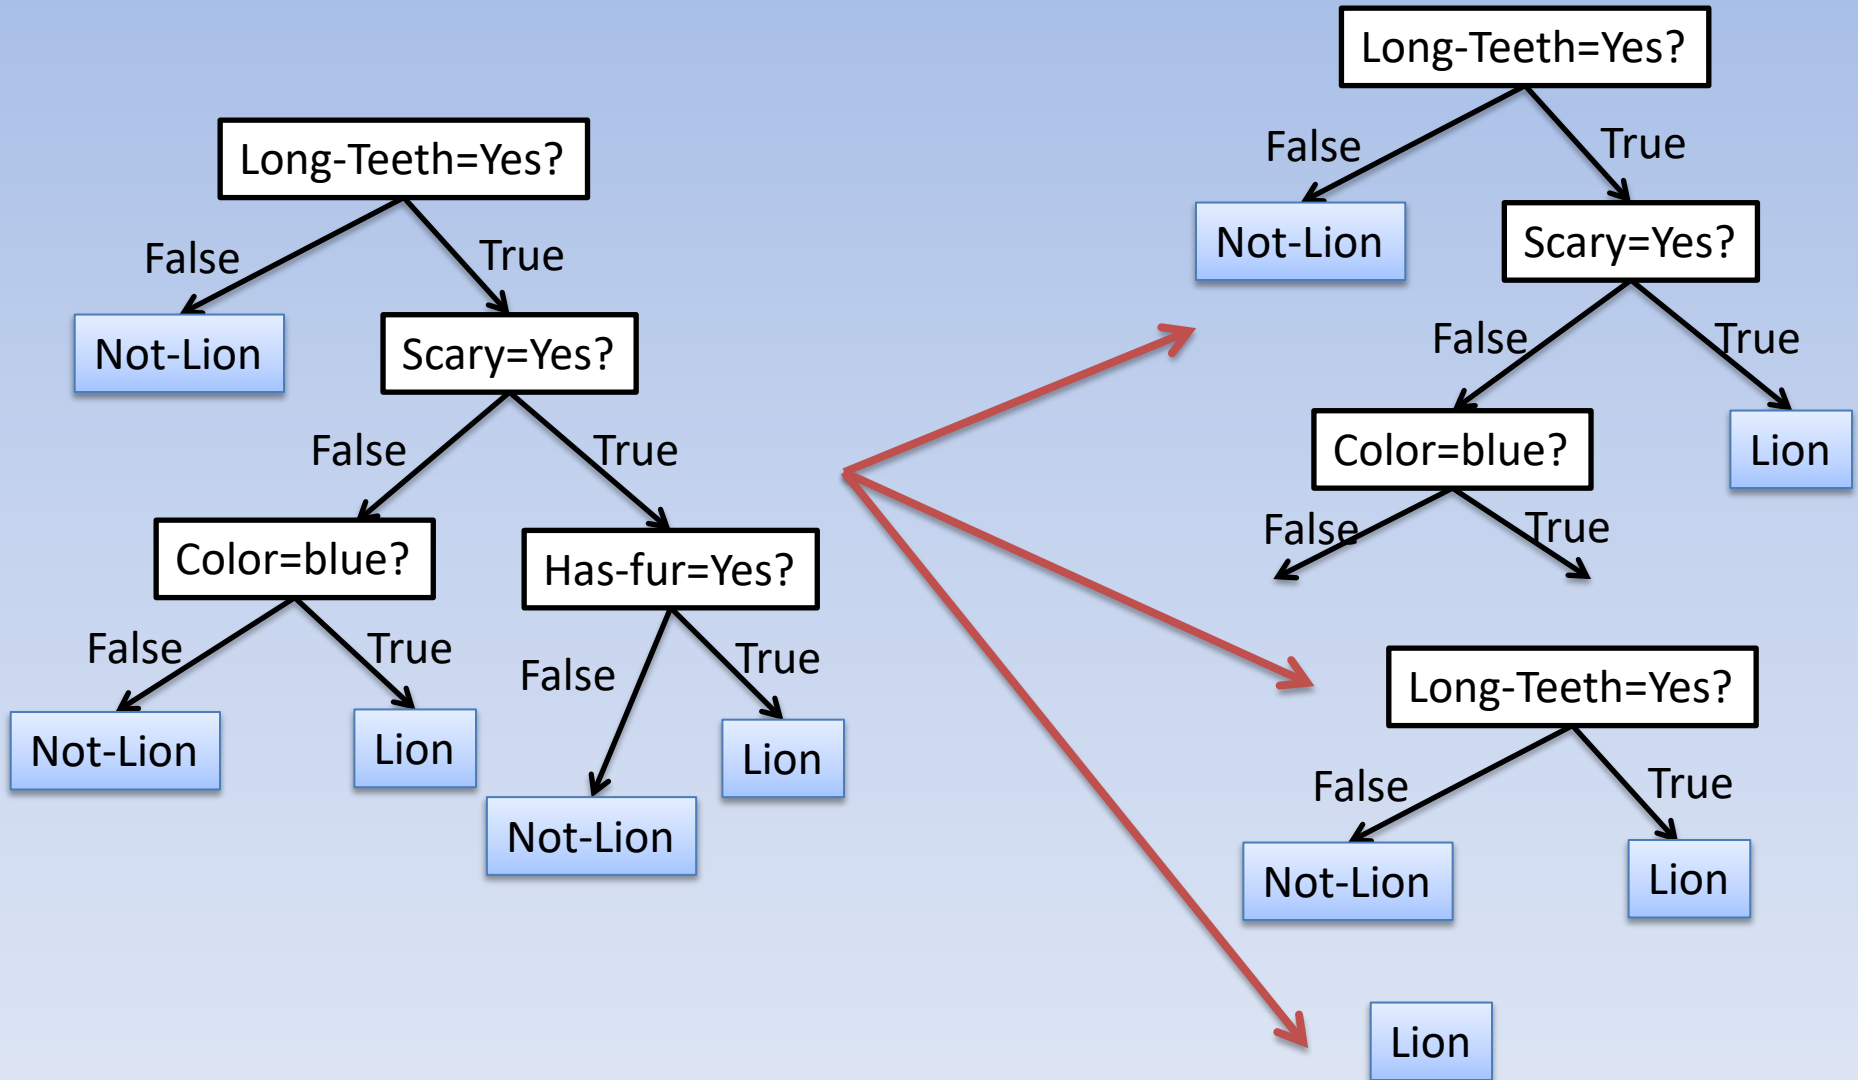 Long-Teeth=Yes?
False
True
Not-Lion
Scary=Yes?
False
True
Color=blue?
Has-fur=Yes?
False
True
False
True
Not-Lion
Lion
Not-Lion
Lion
Long-Teeth=Yes?
False
True
Not-Lion
Scary=Yes?
False
True
Color=blue?
Lion
False
True
Long-Teeth=Yes?
False
True
Not-Lion
Lion
Lion